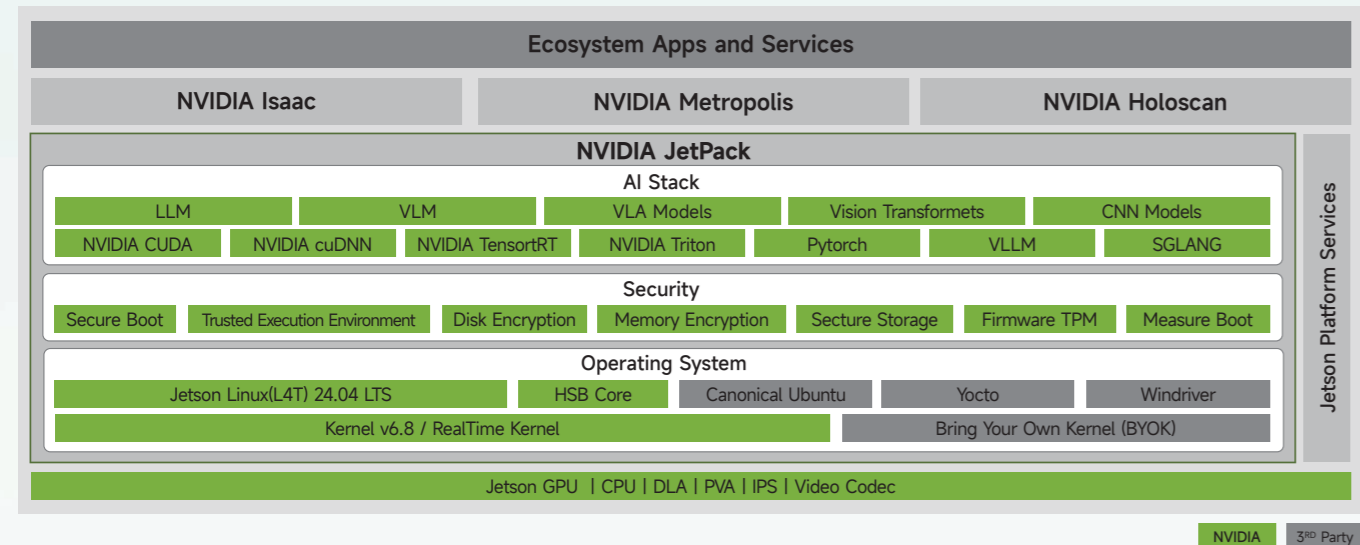 Ecosystem Apps and Services
NVIDIA Isaac
NVIDIA Metropolis
NVIDIA Holoscan
NVIDIA JetPack
AI Stack
LLM
VLM
VLA Models
Vision Transformets
CNN Models
NVIDIA CUDA
NVIDIA cuDNN
NVIDIA TensortRT
NVIDIA Triton
Pytorch
VLLM
SGLANG
Security
Secure Boot
Trusted Execution Environment
Disk Encryption
Memory Encryption
Secture Storage
Firmware TPM
Measure Boot
Operating System
Jetson Linux(L4T) 24.04 LTS
HSB Core
Canonical Ubuntu
Yocto
Windriver
Kernel v6.8 / RealTime Kernel
Bring Your Own Kernel (BYOK)
Jetson Platform Services
Jetson GPU | CPU | DLA | PVA | IPS | Video Codec
NVIDIA
3RD Party